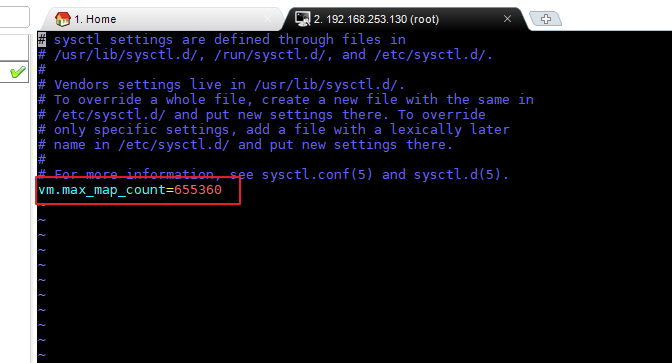 1. Home
2. 192.168.253.130 (root)
# sysctl settings are defined through files in
# /usr/lib/sysctl.d/, /run/sysctl.d/, and /etc/sysctl.d/.
#
# Vendors settings live in /usr/lib/sysctl.d/.
# To override a whole file, create a new file with the same in
# /etc/sysctl.d/ and put new settings there. To override
# only specific settings, add a file with a lexically later
# name in /etc/sysctl.d/ and put new settings there.
#
# For more information, see sysctl.conf(5) and sysctl.d(5).
vm.max_map_count=655360
~
~
~
~
~
~
~
~
~
~
~